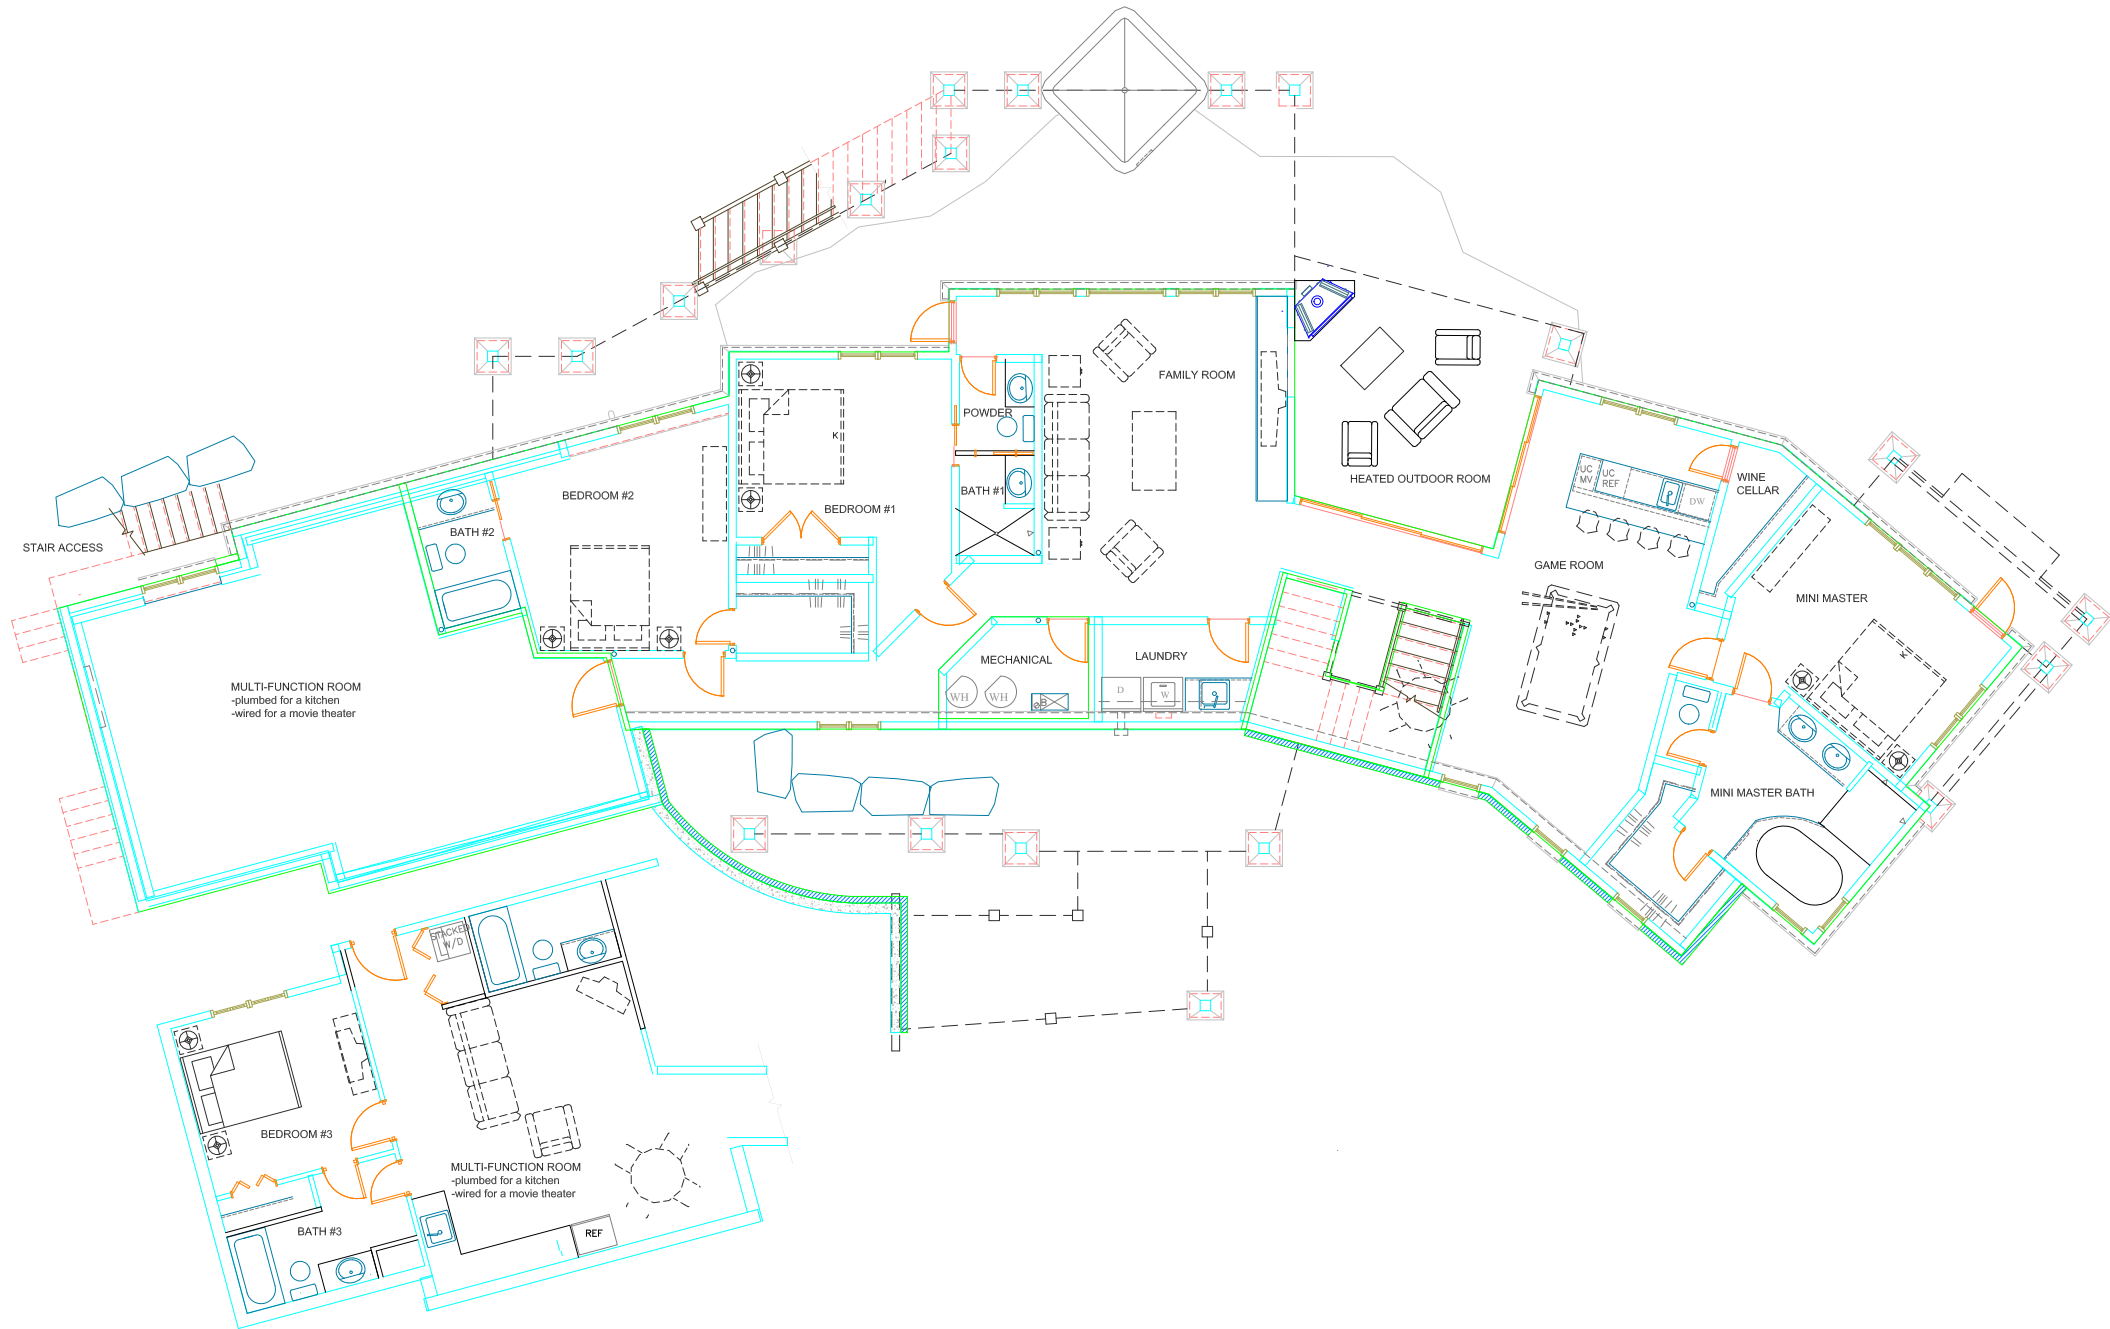 FAMILY ROOM
POWDER
K
BATH #1
BEDROOM #1
BEDROOM #2
BATH #2
STAIR ACCESS
HEATED OUTDOOR ROOM
UC
MV
UC
REF
DW
WINE
CELLAR
GAME ROOM
MINI MASTER
K
MULTI-FUNCTION ROOM
-plumbed for a kitchen
-wired for a movie theater
MECHANICAL
WH
WH
B
LAUNDRY
D
W
MINI MASTER BATH
STACKED
W/D
BEDROOM #3
MULTI-FUNCTION ROOM
-plumbed for a kitchen
-wired for a movie theater
BATH #3
REF